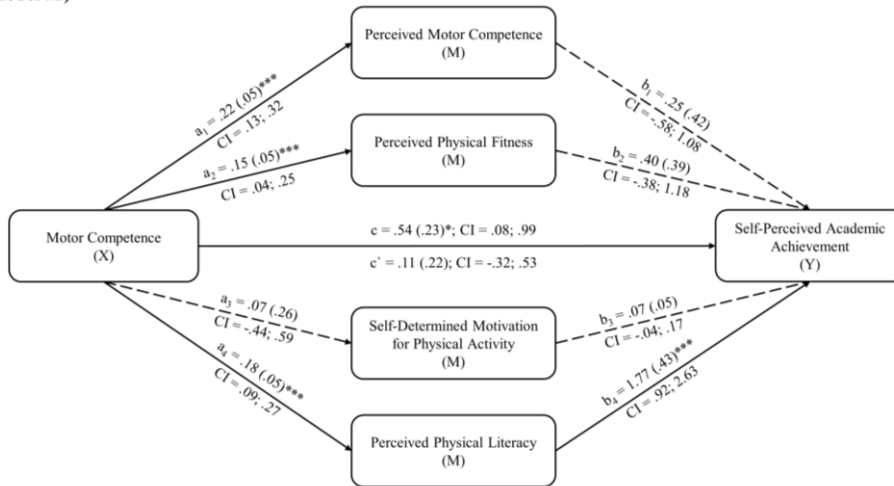 Perceived Motor Competence
(M)
a₁ = .22 (.05)***
CI = .13; .32
b₁ = .25 (.42)
CI = -.58; 1.08
Perceived Physical Fitness
(M)
a₂ = .15 (.05)***
CI = .04; .25
b₂ = .40 (.39)
CI = -.38; 1.18
Motor Competence
(X)
c = .54 (.23)*; CI = .08; .99
c` = .11 (.22); CI = -.32; .53
Self-Perceived Academic
Achievement
(Y)
a₃ = .07 (.26)
CI = -.44; .59
Self-Determined Motivation
for Physical Activity
(M)
b₃ = .07 (.05)
CI = -.04; .17
a₄ = .18 (.05)***
CI = .09; .27
b₄ = 1.77 (.43)***
CI = .92; 2.63
Perceived Physical Literacy
(M)